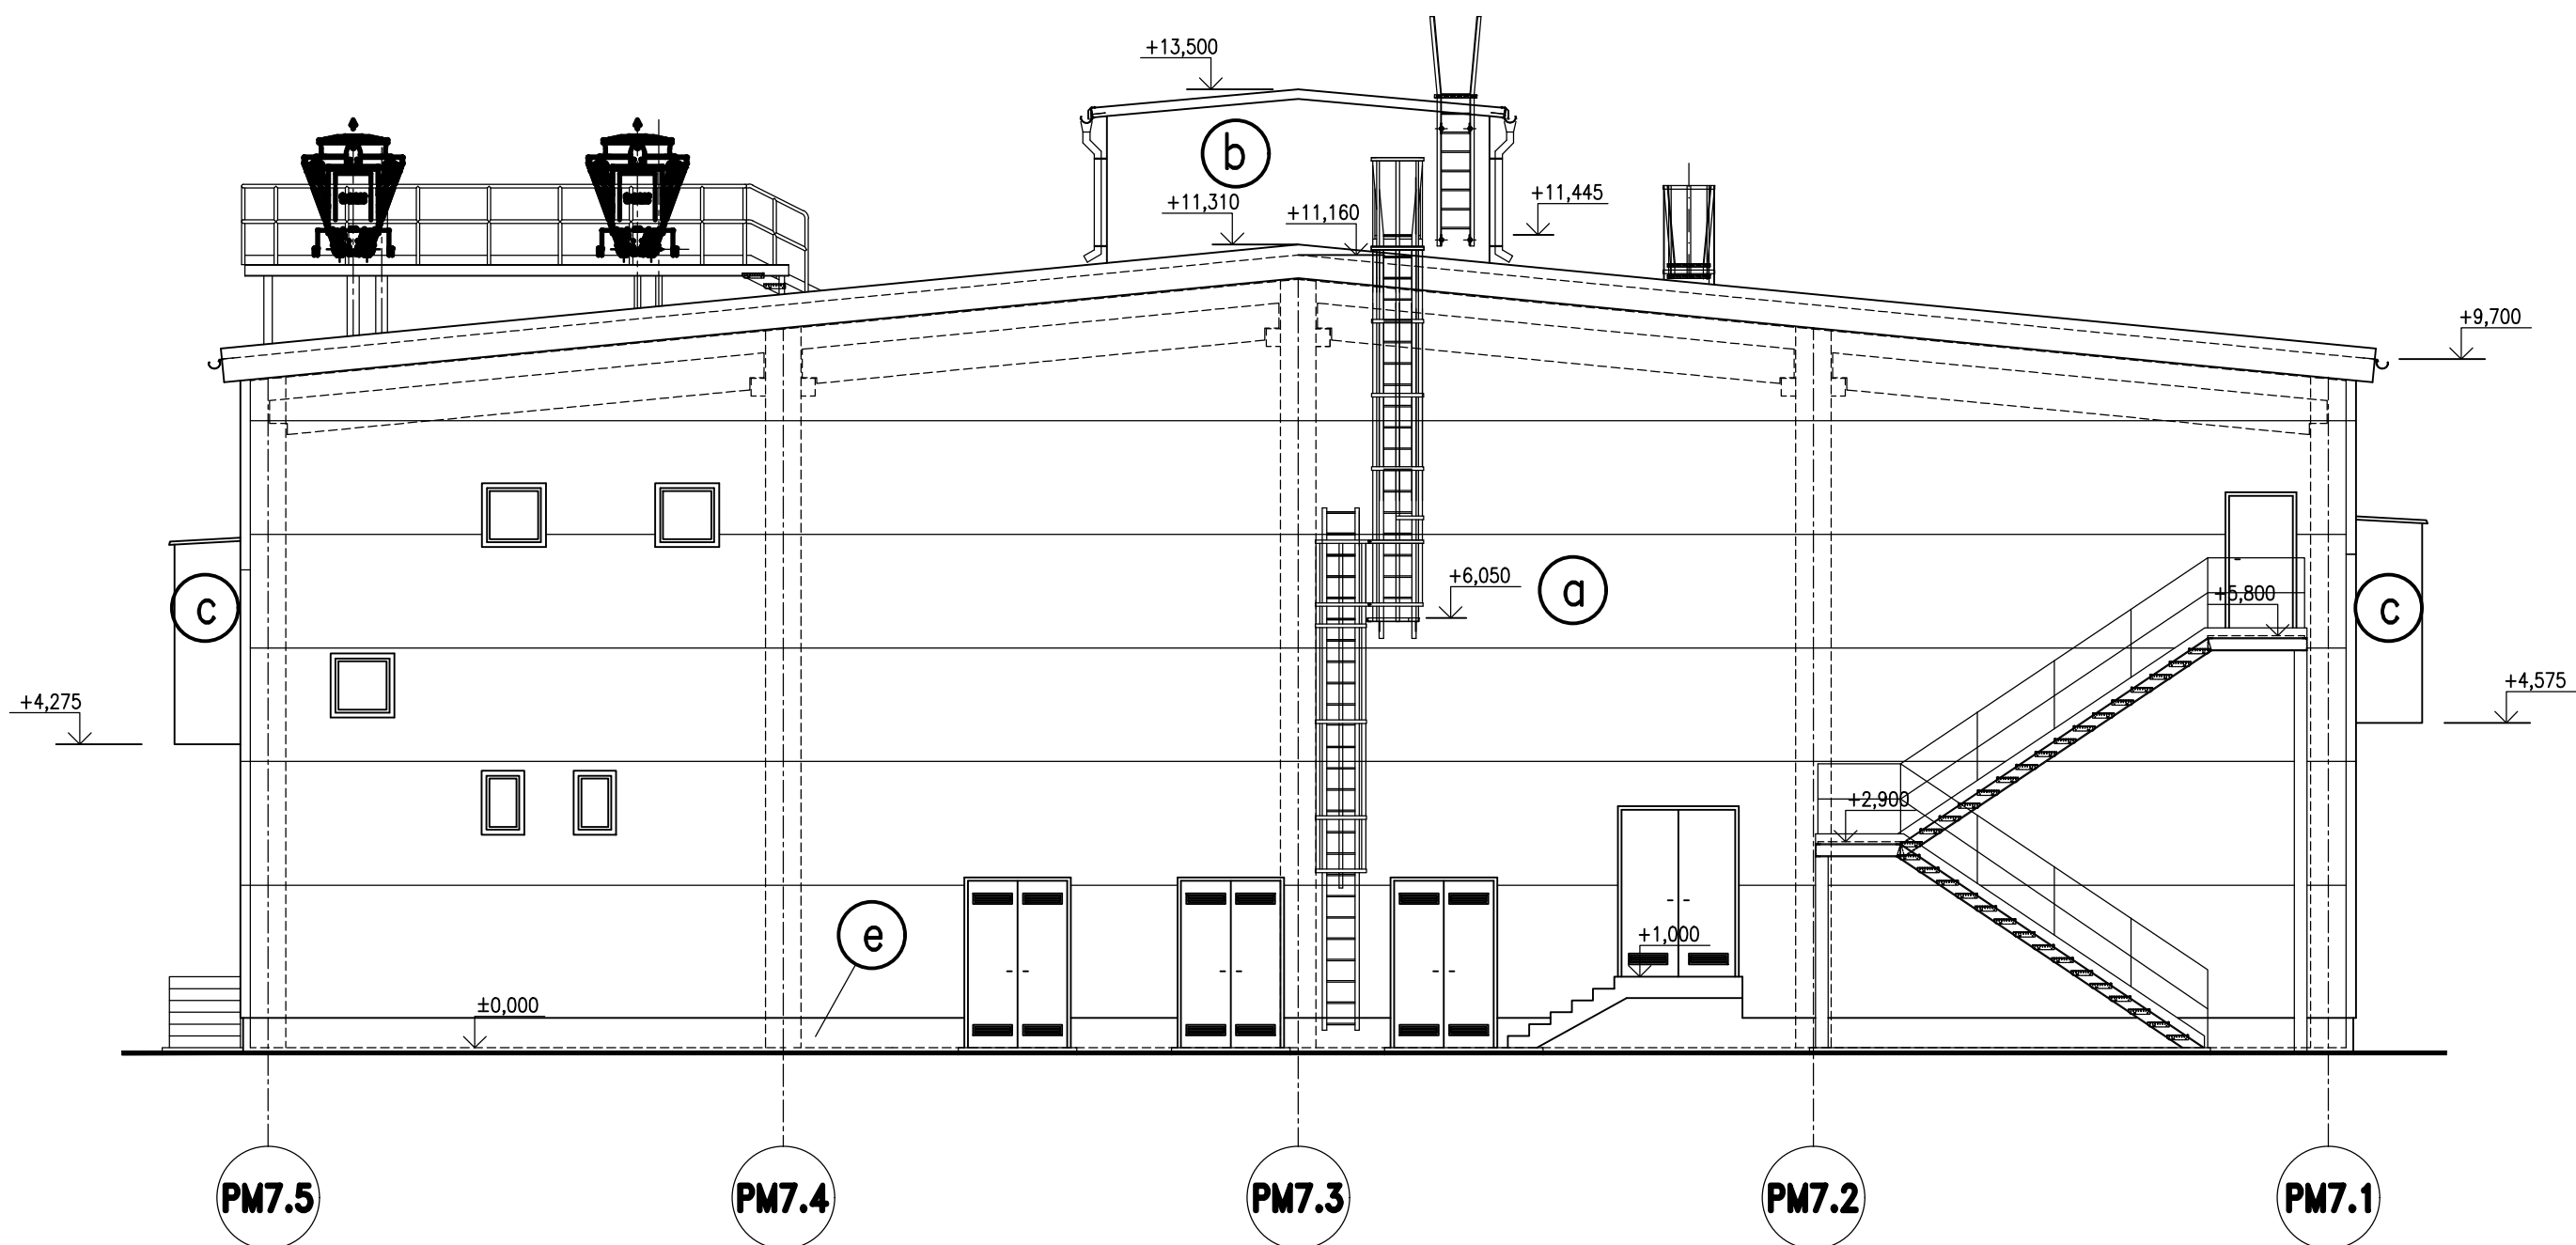 +13,500
b
+11,445
+11,310
+11,160
+9,700
+6,050
a
+5,800
c
c
+4,275
+4,575
+2,900
e
+1,000
±0,000
PM7.5
PM7.4
PM7.3
PM7.2
PM7.1